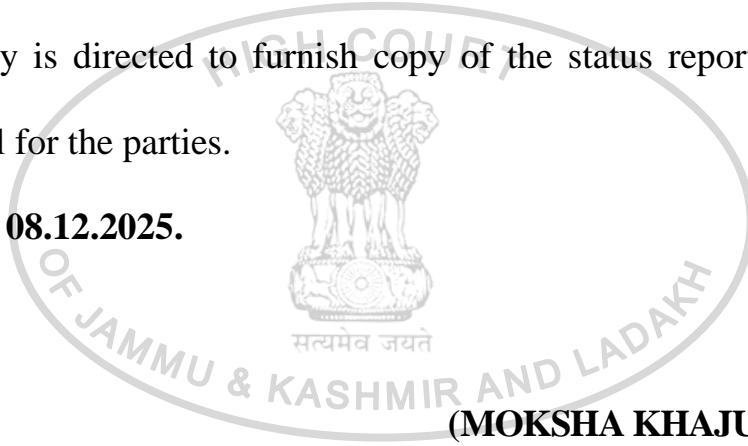 y is directed to furnish copy of the status repor
l for the parties.
08.12.2025.
HIGH COURT
OF JAMMU & KASHMIR AND LADAKH
सत्यमेव जयते
(MOKSHA KHAJU